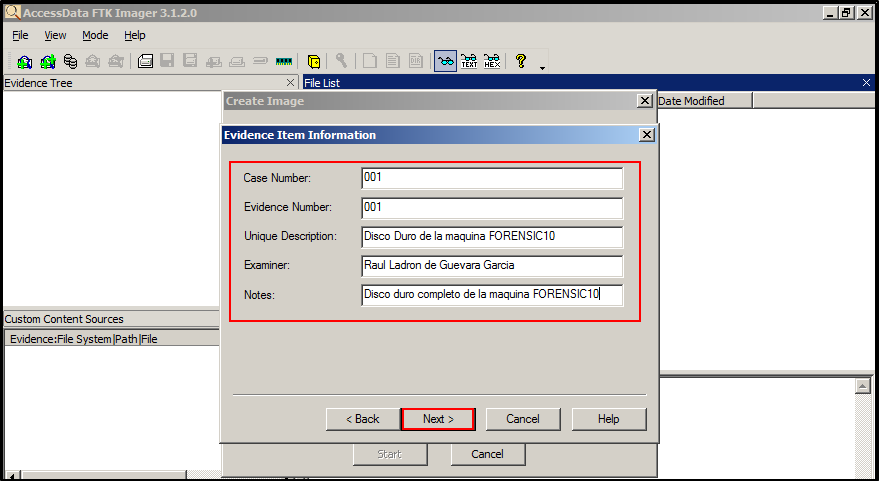 AccessData FTK Imager 3.1.2.0
File View Mode Help
TEXT HEX
Evidence Tree
File List
Create Image
Date Modified
Evidence Item Information
Case Number: 001
Evidence Number: 001
Unique Description: Disco Duro de la maquina FORENSIC10
Examiner: Raul Ladron de Guevara Garcia
Notes: Disco duro completo de la maquina FORENSIC10
Custom Content Sources
Evidence:File System|Path|File
< Back Next > Cancel Help
Start Cancel